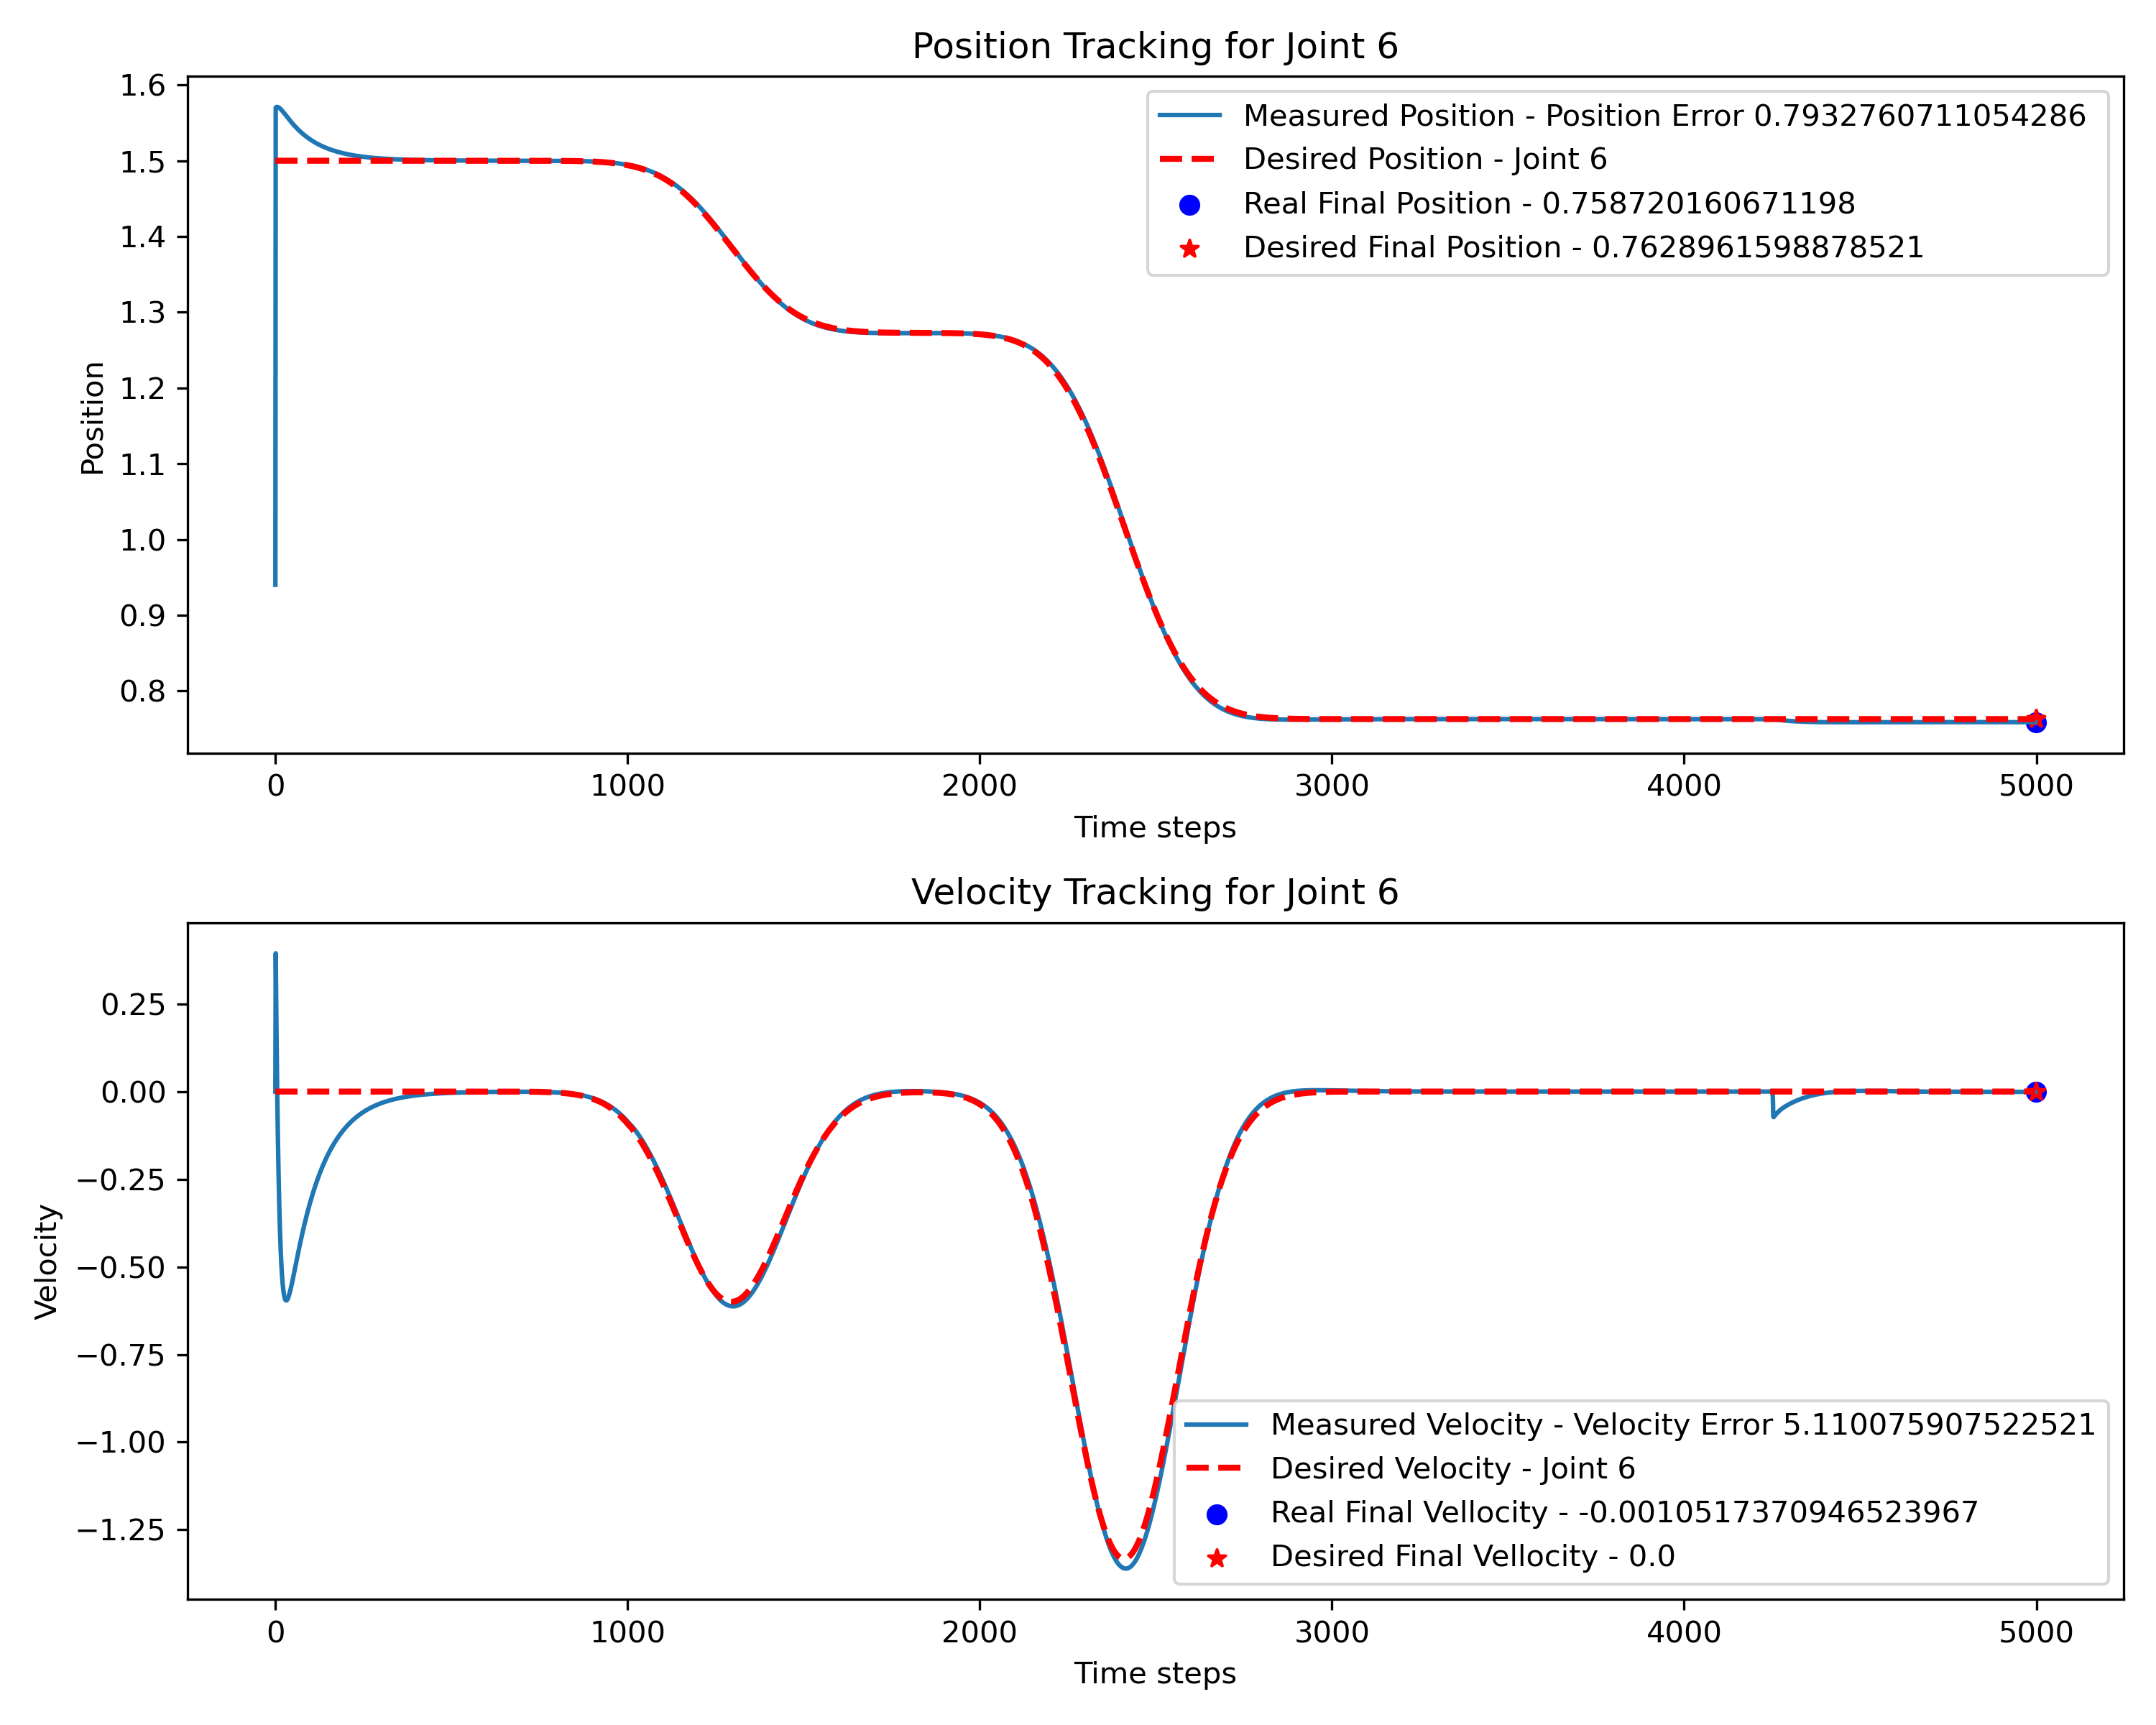 Position Tracking for Joint 6
1.6
1.5
1.4
1.3
1.2
1.1
1.0
0.9
0.8
Position
Measured Position - Position Error 0.7932760711054286
Desired Position - Joint 6
Real Final Position - 0.758720160671198
Desired Final Position - 0.7628961598878521
0 1000 2000 3000 4000 5000
Time steps
Velocity Tracking for Joint 6
0.25
0.00
−0.25
−0.50
−0.75
−1.00
−1.25
Velocity
Measured Velocity - Velocity Error 5.110075907522521
Desired Velocity - Joint 6
Real Final Vellocity - -0.0010517370946523967
Desired Final Vellocity - 0.0
0 1000 2000 3000 4000 5000
Time steps